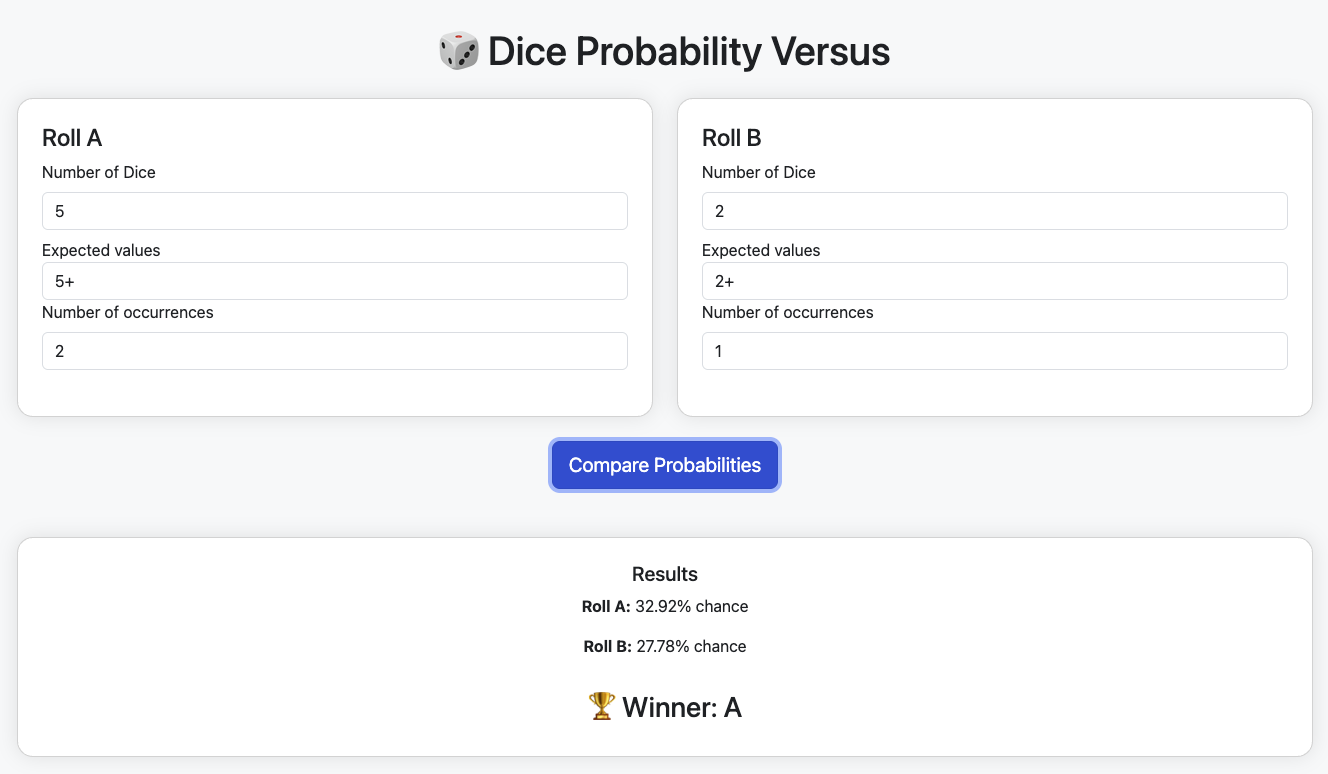 🎲 Dice Probability Versus
Roll A
Number of Dice
5
Expected values
5+
Number of occurrences
2
Roll B
Number of Dice
2
Expected values
2+
Number of occurrences
1
Compare Probabilities
Results
Roll A: 32.92% chance
Roll B: 27.78% chance
🏆 Winner: A